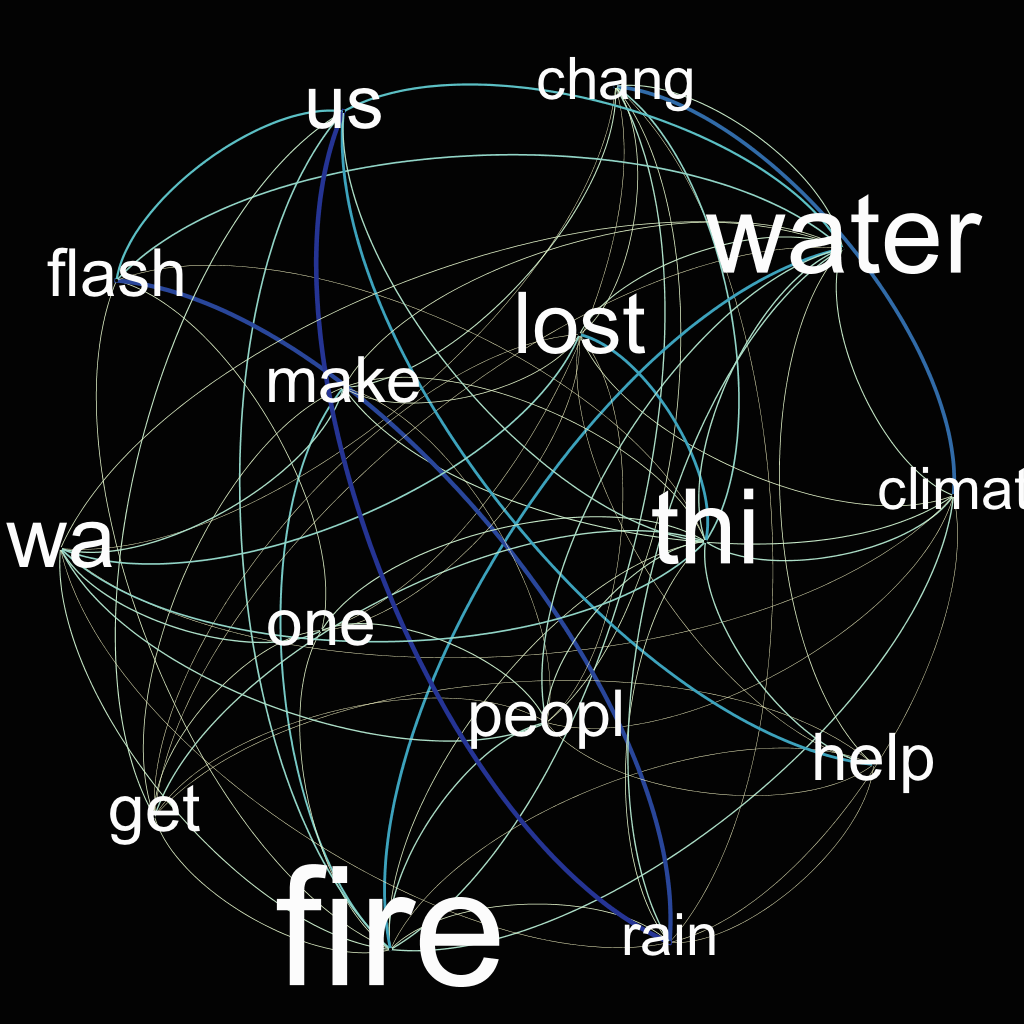 chang
us
water
flash
lost
make
climat
wa
thi
one
peopl
help
get
fire
rain